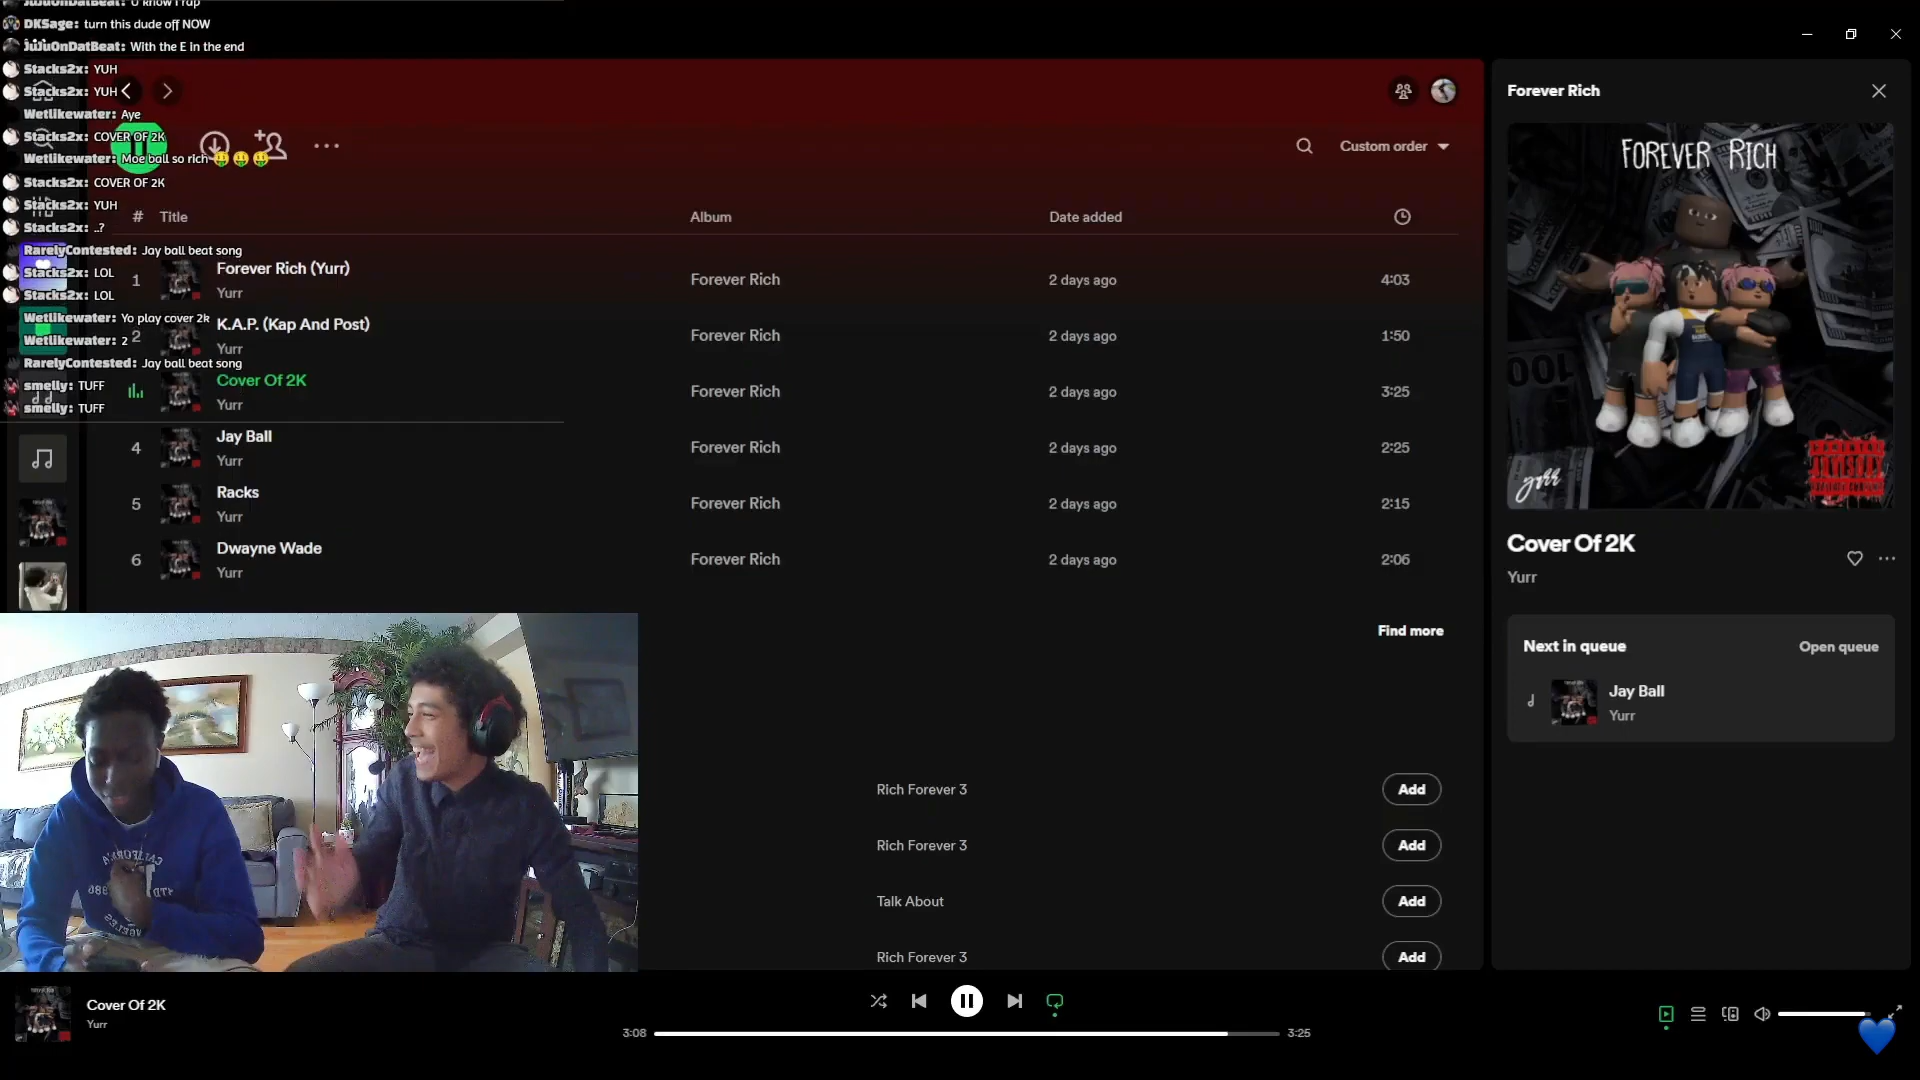 JuJuOnDatBeat: U know i rap
DKSage: turn this dude off NOW
JuJuOnDatBeat: With the E in the end
Stacks2x: YUH
Stacks2x: YUH
Wetlikewater: Aye
Stacks2x: COVER OF 2K
Wetlikewater: Moe ball so rich 🤑 🤑 🤑
Stacks2x: COVER OF 2K
Stacks2x: YUH
Stacks2x: ..?
RarelyContested: Jay ball beat song
Stacks2x: LOL
Stacks2x: LOL
Wetlikewater: Yo play cover 2k
Wetlikewater: 2
RarelyContested: Jay ball beat song
smelly: TUFF
smelly: TUFF
Custom order
# Title Album Date added
1 Forever Rich (Yurr) Forever Rich 2 days ago 4:03
Yurr
2 K.A.P. (Kap And Post) Forever Rich 2 days ago 1:50
Yurr
Cover Of 2K Forever Rich 2 days ago 3:25
Yurr
4 Jay Ball Forever Rich 2 days ago 2:25
Yurr
5 Racks Forever Rich 2 days ago 2:15
Yurr
6 Dwayne Wade Forever Rich 2 days ago 2:06
Yurr
Find more
Rich Forever 3 Add
Rich Forever 3 Add
Talk About Add
Rich Forever 3 Add
Forever Rich
FOREVER RICH
100
yrr
Cover Of 2K
Yurr
Next in queue Open queue
Jay Ball
Yurr
CALIFORNIA
Cover Of 2K
Yurr
3:08 3:25